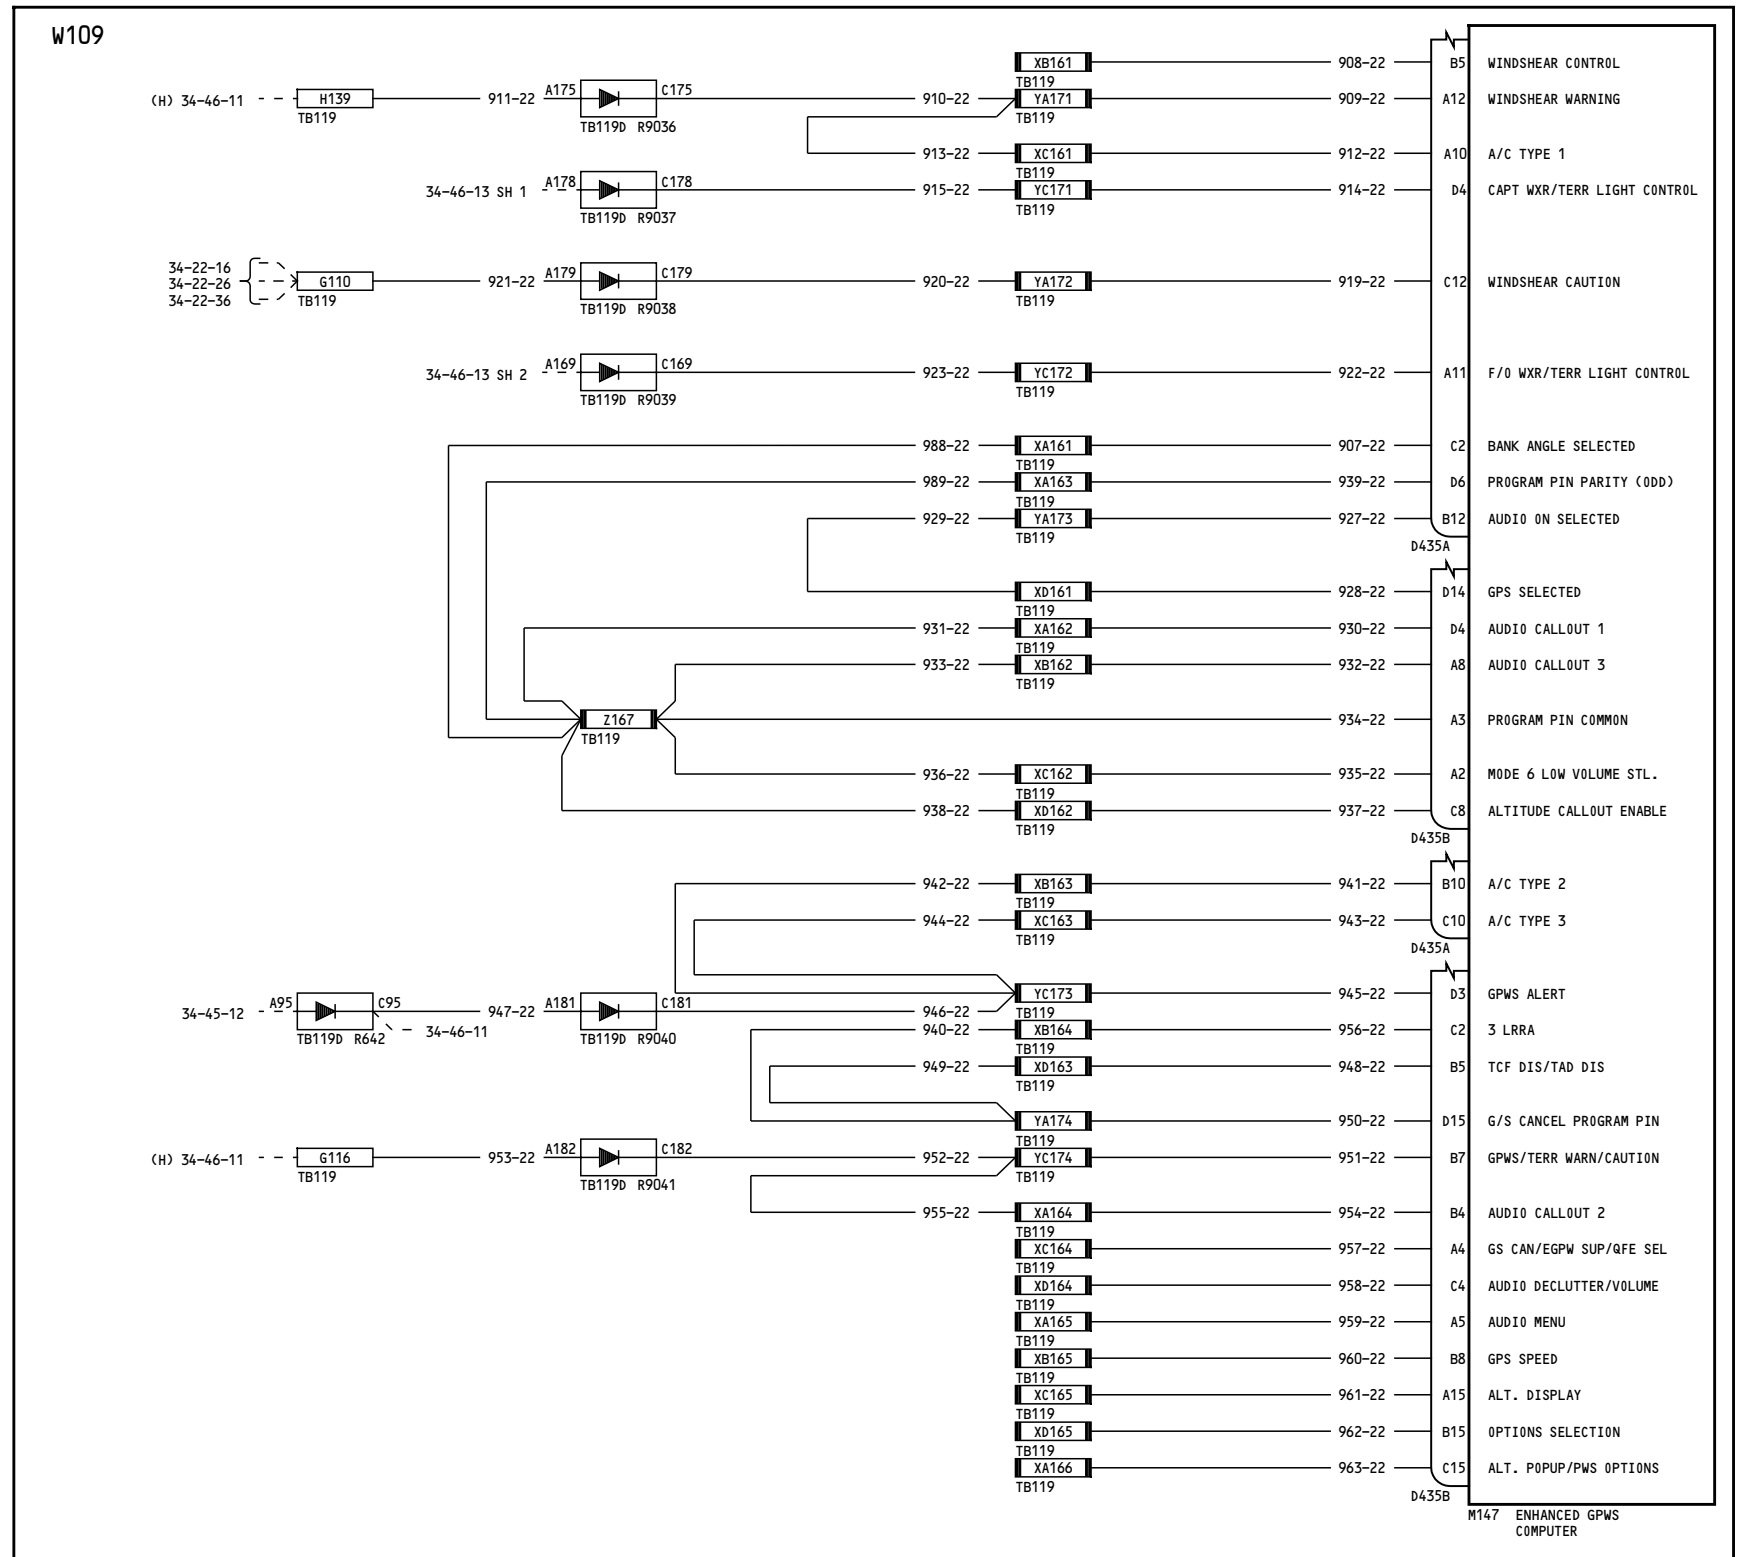 W109
XB161 908-22 B5 WINDSHEAR CONTROL
TB119
(H) 34-46-11 H139 911-22 A175 C175 910-22 YA171 909-22 A12 WINDSHEAR WARNING
TB119 TB119D R9036 TB119
913-22 XC161 912-22 A10 A/C TYPE 1
TB119
34-46-13 SH 1 A178 C178 915-22 YC171 914-22 D4 CAPT WXR/TERR LIGHT CONTROL
TB119D R9037 TB119
34-22-16
34-22-26 G110 921-22 A179 C179 920-22 YA172 919-22 C12 WINDSHEAR CAUTION
34-22-36 TB119 TB119D R9038 TB119
34-46-13 SH 2 A169 C169 923-22 YC172 922-22 A11 F/O WXR/TERR LIGHT CONTROL
TB119D R9039 TB119
988-22 XA161 907-22 C2 BANK ANGLE SELECTED
TB119
989-22 XA163 939-22 D6 PROGRAM PIN PARITY (ODD)
TB119
929-22 YA173 927-22 B12 AUDIO ON SELECTED
TB119 D435A
XD161 928-22 D14 GPS SELECTED
TB119
931-22 XA162 930-22 D4 AUDIO CALLOUT 1
TB119
933-22 XB162 932-22 A8 AUDIO CALLOUT 3
TB119
Z167 934-22 A3 PROGRAM PIN COMMON
TB119
936-22 XC162 935-22 A2 MODE 6 LOW VOLUME STL.
TB119
938-22 XD162 937-22 C8 ALTITUDE CALLOUT ENABLE
TB119 D435B
942-22 XB163 941-22 B10 A/C TYPE 2
TB119
944-22 XC163 943-22 C10 A/C TYPE 3
TB119 D435A
YC173 945-22 D3 GPWS ALERT
34-45-12 A95 C95 947-22 A181 C181 946-22 TB119
TB119D R642 34-46-11 TB119D R9040 940-22 XB164 956-22 C2 3 LRRA
TB119
949-22 XD163 948-22 B5 TCF DIS/TAD DIS
TB119
YA174 950-22 D15 G/S CANCEL PROGRAM PIN
TB119
(H) 34-46-11 G116 953-22 A182 C182 952-22 YC174 951-22 B7 GPWS/TERR WARN/CAUTION
TB119 TB119D R9041 TB119
955-22 XA164 954-22 B4 AUDIO CALLOUT 2
TB119
XC164 957-22 A4 GS CAN/EGPW SUP/QFE SEL
TB119
XD164 958-22 C4 AUDIO DECLUTTER/VOLUME
TB119
XA165 959-22 A5 AUDIO MENU
TB119
XB165 960-22 B8 GPS SPEED
TB119
XC165 961-22 A15 ALT. DISPLAY
TB119
XD165 962-22 B15 OPTIONS SELECTION
TB119
XA166 963-22 C15 ALT. POPUP/PWS OPTIONS
TB119 D435B
M147 ENHANCED GPWS
COMPUTER